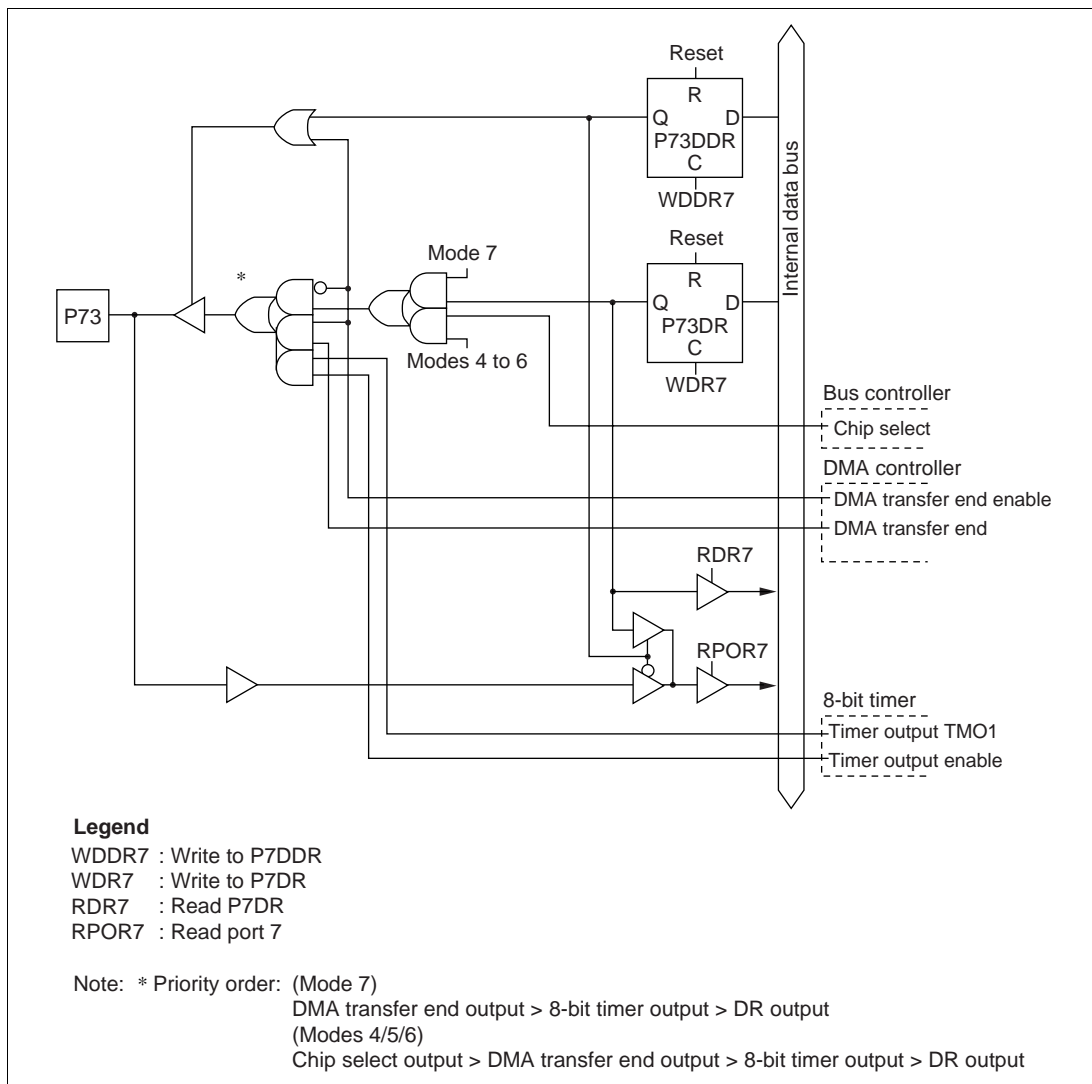 Reset
R
Q D
P73DDR
C
WDDR7
Reset
Mode 7
R
*
Q D
P73
P73DR
C
Modes 4 to 6
WDR7
Internal data bus
Bus controller
Chip select
DMA controller
DMA transfer end enable
DMA transfer end
RDR7
RPOR7
8-bit timer
Timer output TMO1
Timer output enable
Legend
WDDR7 : Write to P7DDR
WDR7 : Write to P7DR
RDR7 : Read P7DR
RPOR7 : Read port 7
Note: * Priority order: (Mode 7)
DMA transfer end output > 8-bit timer output > DR output
(Modes 4/5/6)
Chip select output > DMA transfer end output > 8-bit timer output > DR output